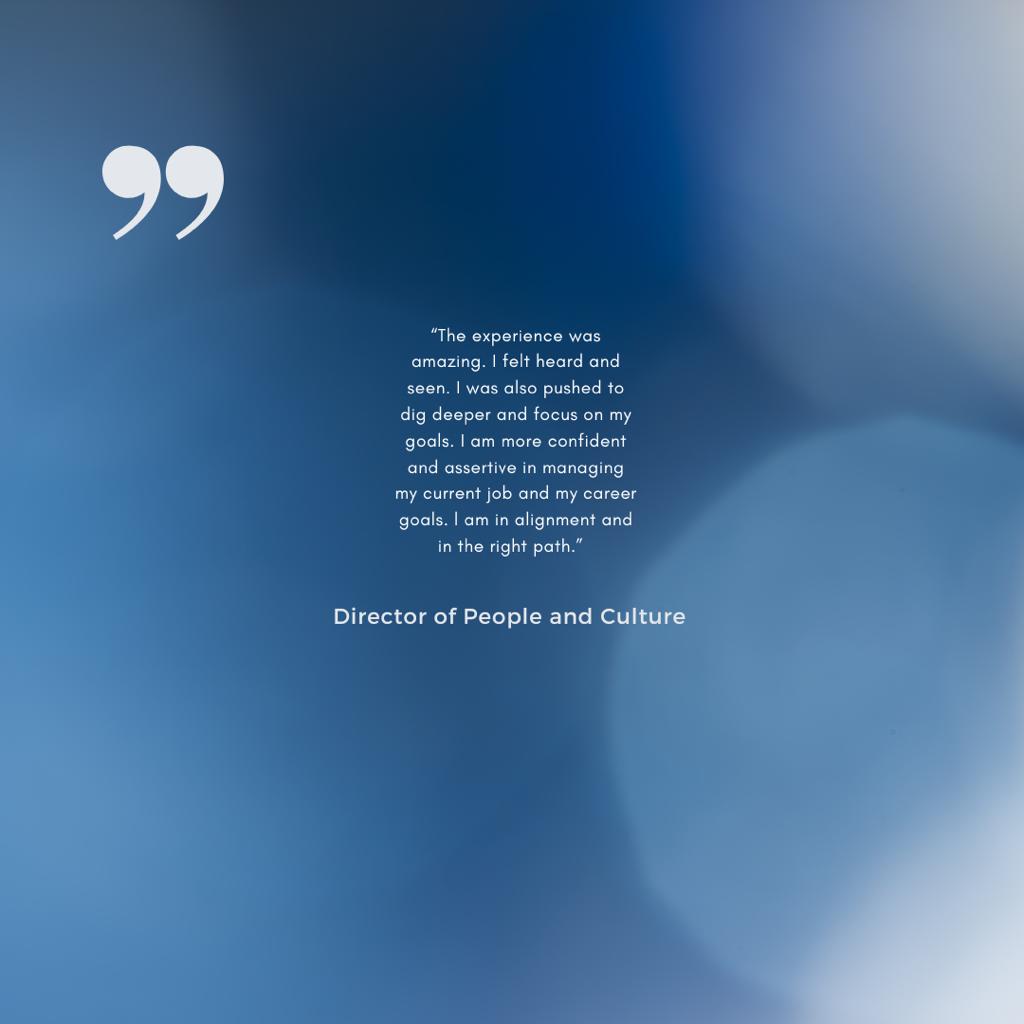 ”
“The experience was
amazing. I felt heard and
seen. I was also pushed to
dig deeper and focus on my
goals. I am more confident
and assertive in managing
my current job and my career
goals. I am in alignment and
in the right path.”
Director of People and Culture